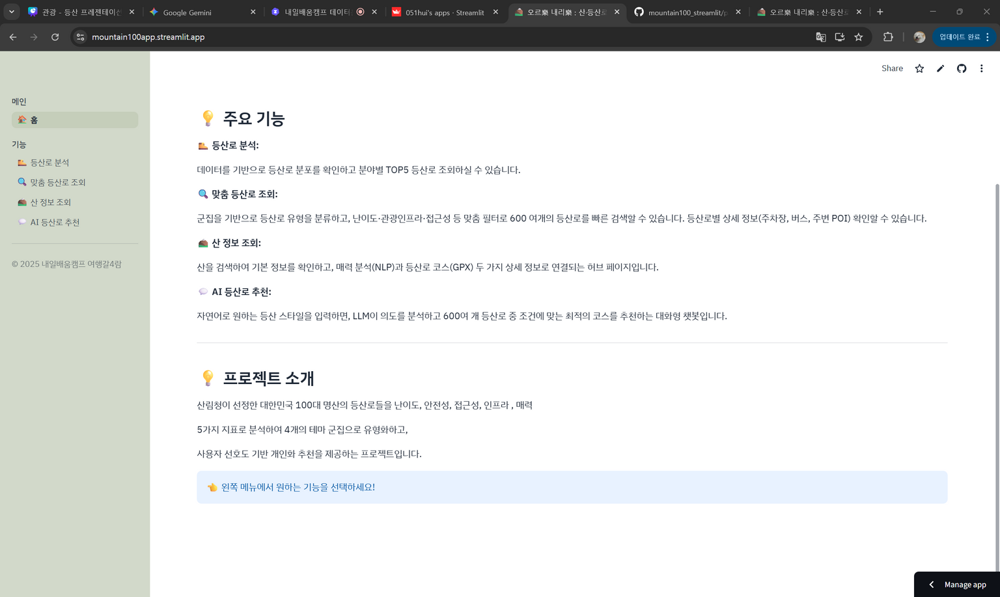 관광 - 등산 프레젠테이션
Google Gemini
내일배움캠프 데이터
051hui's apps · Streamlit
오르樂 내리樂 : 산·등산로
mountain100_streamlit/p
오르樂 내리樂 : 산·등산로
mountain100app.streamlit.app
업데이트 완료
Share
메인
홈
기능
등산로 분석
맞춤 등산로 조회
산 정보 조회
AI 등산로 추천
© 2025 내일배움캠프 여행갈4람
주요 기능
등산로 분석:
데이터를 기반으로 등산로 분포를 확인하고 분야별 TOP5 등산로 조회하실 수 있습니다.
맞춤 등산로 조회:
군집을 기반으로 등산로 유형을 분류하고, 난이도·관광인프라·접근성 등 맞춤 필터로 600 여개의 등산로를 빠른 검색할 수 있습니다. 등산로별 상세 정보(주차장, 버스, 주변 POI) 확인할 수 있습니다.
산 정보 조회:
산을 검색하여 기본 정보를 확인하고, 매력 분석(NLP)과 등산로 코스(GPX) 두 가지 상세 정보로 연결되는 허브 페이지입니다.
AI 등산로 추천:
자연어로 원하는 등산 스타일을 입력하면, LLM이 의도를 분석하고 600여 개 등산로 중 조건에 맞는 최적의 코스를 추천하는 대화형 챗봇입니다.
프로젝트 소개
산림청이 선정한 대한민국 100대 명산의 등산로들을 난이도, 안전성, 접근성, 인프라 , 매력
5가지 지표로 분석하여 4개의 테마 군집으로 유형화하고,
사용자 선호도 기반 개인화 추천을 제공하는 프로젝트입니다.
왼쪽 메뉴에서 원하는 기능을 선택하세요!
Manage app